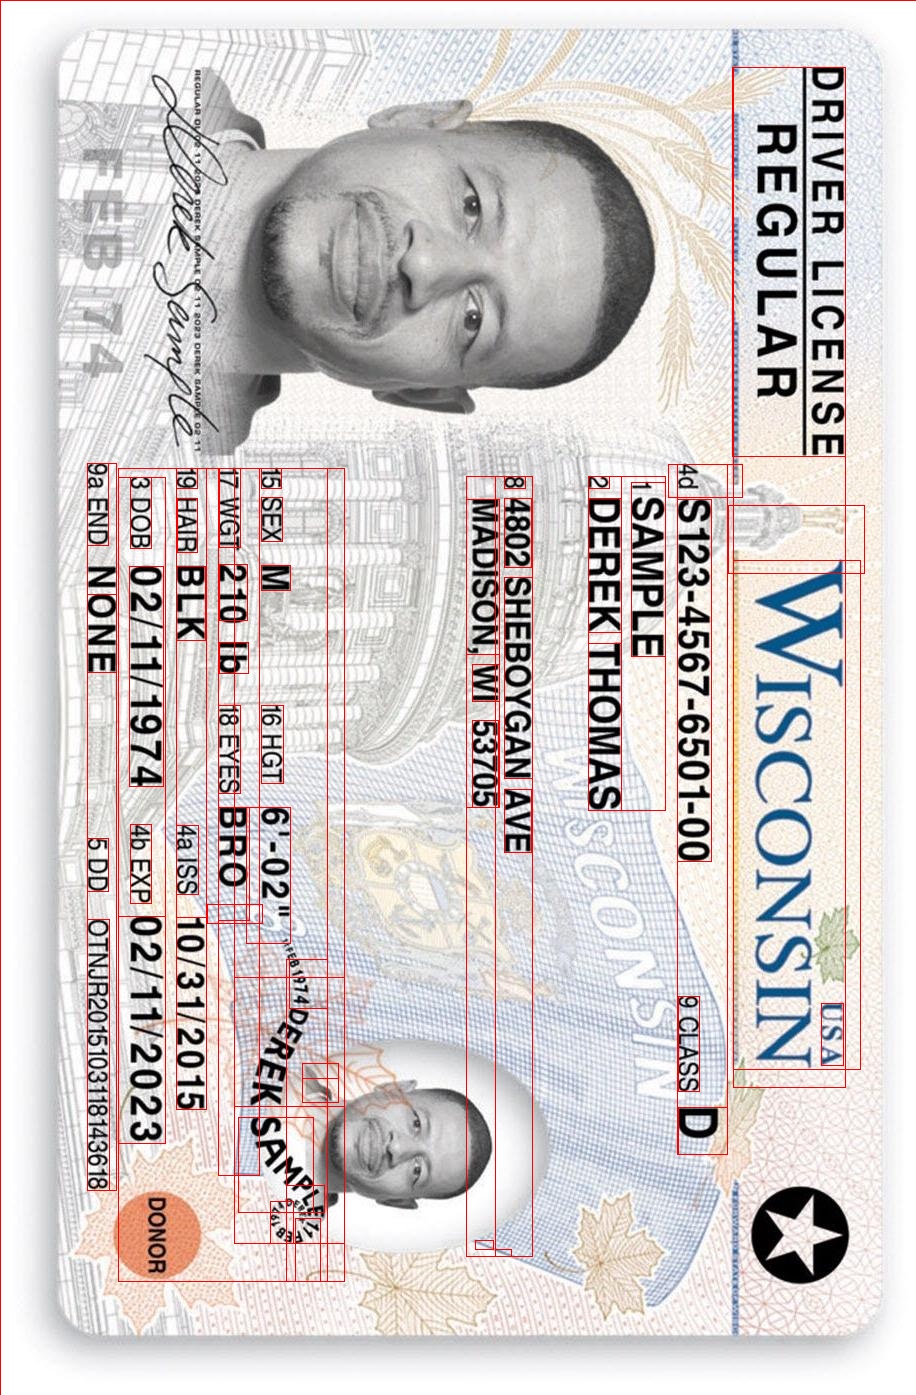 DRIVER LICENSE
REGULAR
WISCONSIN
USA
4d S123-4567-6501-00
9 CLASS D
1 SAMPLE
2 DEREK THOMAS
8 4802 SHEBOYGAN AVE
MADISON, WI 53705
15 SEX M
16 HGT 6'-02"
17 WGT 210 lb
18 EYES BRO
19 HAIR BLK
4a ISS 10/31/2015
3 DOB 02/11/1974
4b EXP 02/11/2023
9a END NONE
5 DD OTNJR2015103118143618
DONOR
Derek Sample
FEB 74
WISCONSIN
DEREK SAMPLE